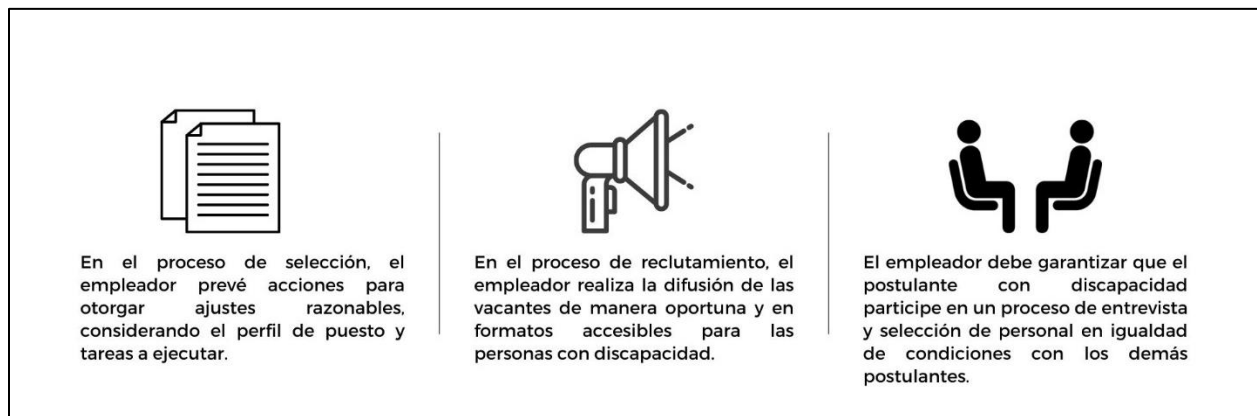 En el proceso de selección, el
empleador prevé acciones para
otorgar ajustes razonables,
considerando el perfil de puesto y
tareas a ejecutar.
En el proceso de reclutamiento, el
empleador realiza la difusión de las
vacantes de manera oportuna y en
formatos accesibles para las
personas con discapacidad.
El empleador debe garantizar que el
postulante con discapacidad
participe en un proceso de entrevista
y selección de personal en igualdad
de condiciones con los demás
postulantes.